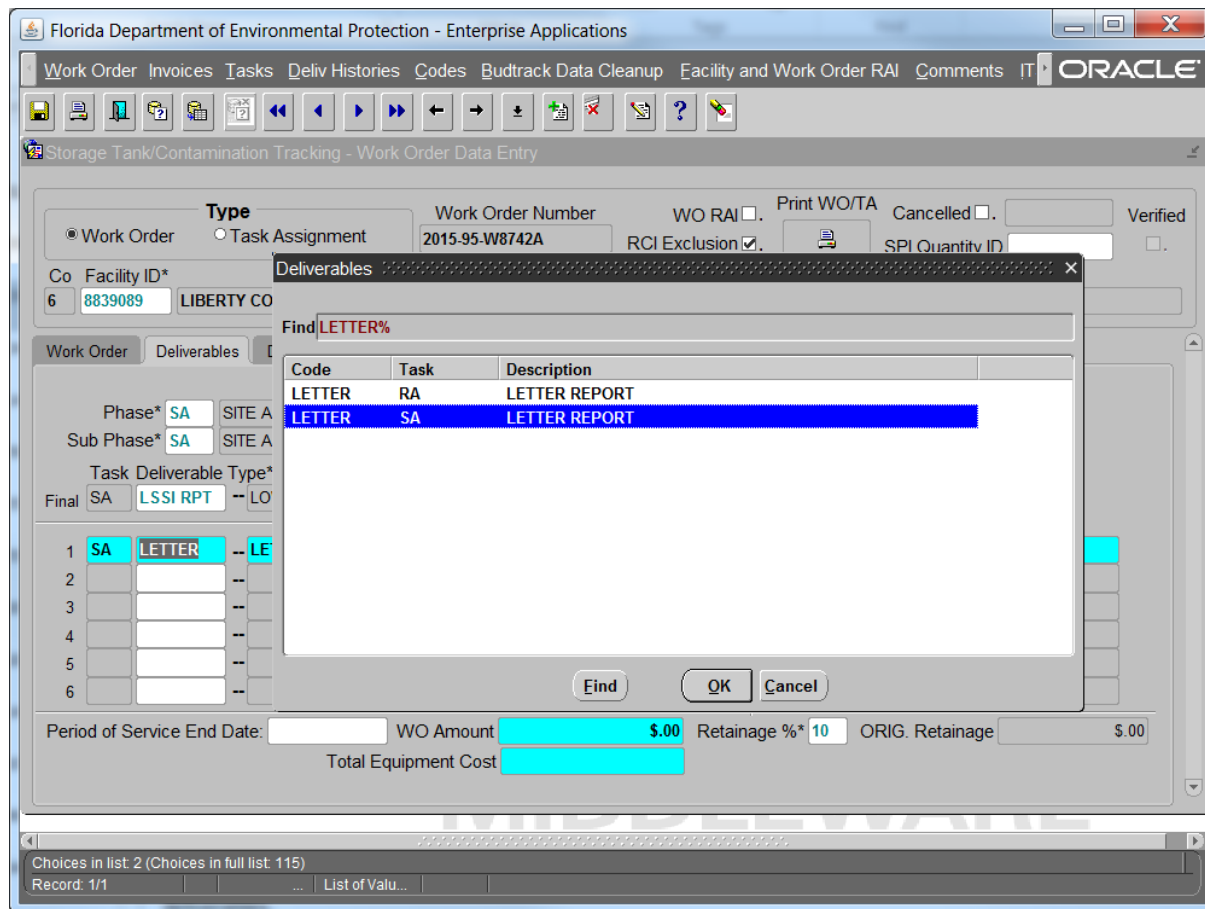 Florida Department of Environmental Protection - Enterprise Applications
Work Order Invoices Tasks Deliv Histories Codes Budtrack Data Cleanup Facility and Work Order RAI Comments IT ORACLE
Storage Tank/Contamination Tracking - Work Order Data Entry
Type
Work Order Task Assignment
Work Order Number
2015-95-W8742A
WO RAI
RCI Exclusion
Print WO/TA
Cancelled
SPI Quantity ID
Verified
Co Facility ID*
6 8839089 LIBERTY CO
Work Order Deliverables
Phase* SA SITE A
Sub Phase* SA SITE A
Task Deliverable Type*
Final SA LSSI RPT -- LO
1 SA LETTER -- LE
2 --
3 --
4 --
5 --
6 --
Deliverables
Find LETTER%
Code Task Description
LETTER RA LETTER REPORT
LETTER SA LETTER REPORT
Find OK Cancel
Period of Service End Date: WO Amount $.00 Retainage %* 10 ORIG. Retainage $.00
Total Equipment Cost
MIDDLEWARE
Choices in list: 2 (Choices in full list: 115)
Record: 1/1 ... List of Valu...